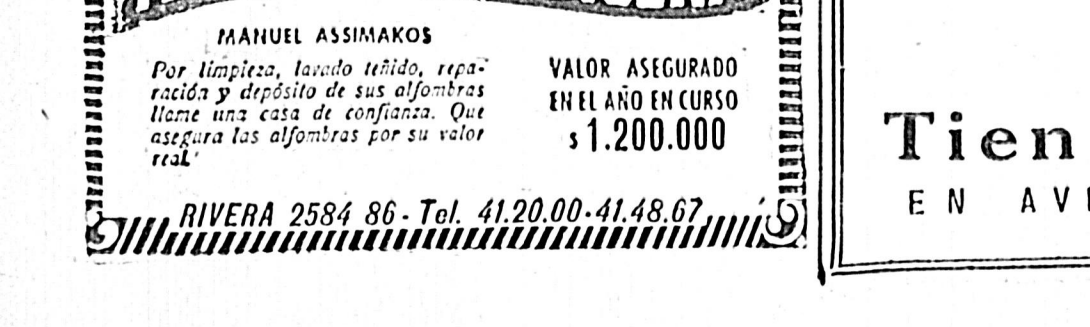 MANUEL ASSIMAKOS
Por limpieza, lavado teñido, repa-
ración y depósito de sus alfombras
llame una casa de confianza. Que
asegura las alfombras por su valor
real.
VALOR ASEGURADO
EN EL AÑO EN CURSO
$ 1.200.000
RIVERA 2584 86 - Tel. 41.20.00-41.48.67
Tien
EN AV